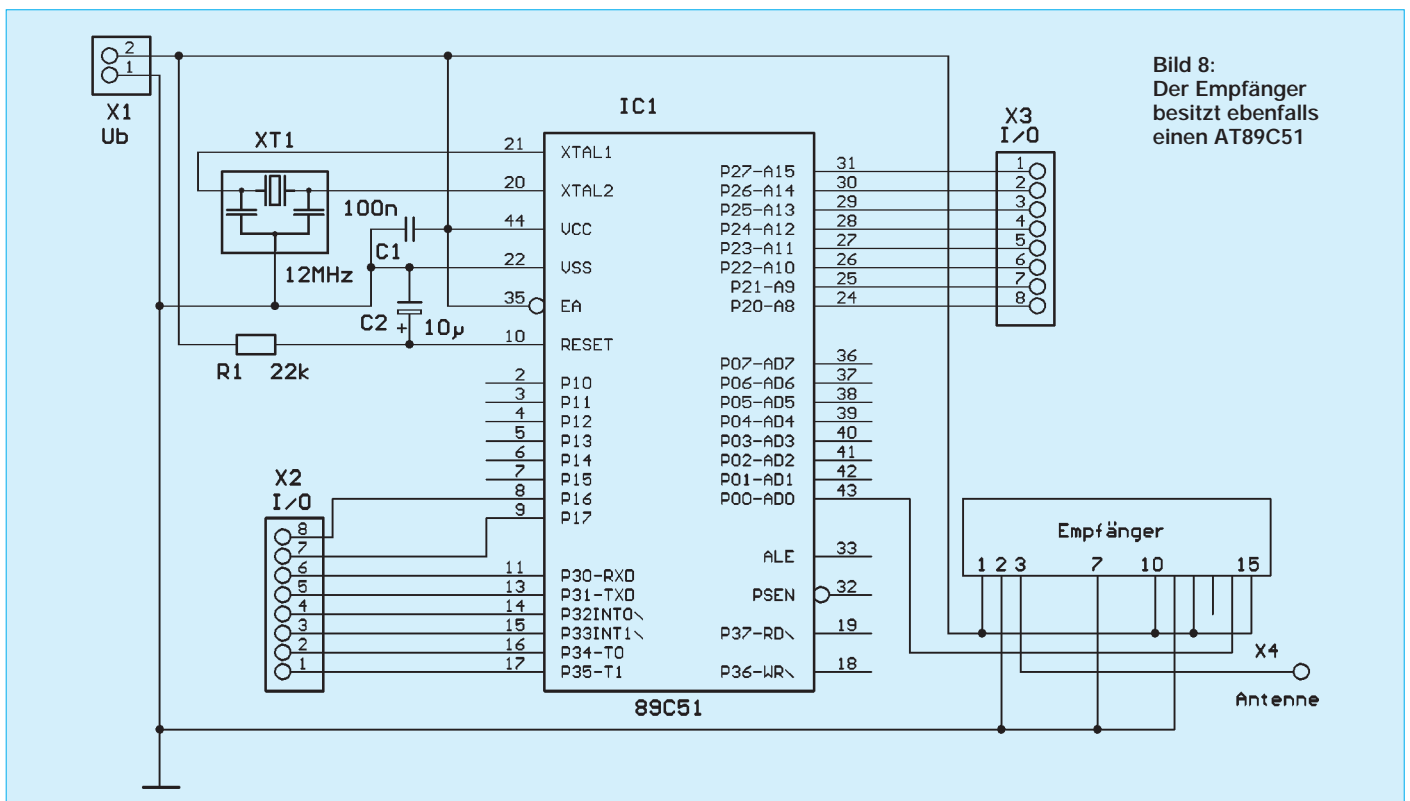 Bild 8:
Der Empfänger
besitzt ebenfalls
einen AT89C51
2
1
X1
Ub
XT1
12MHz
100n
C1
C2
+
10µ
R1 22k
IC1
21 XTAL1
20 XTAL2
44 VCC
22 VSS
35 EA
10 RESET
2 P10
3 P11
4 P12
5 P13
6 P14
7 P15
8 P16
9 P17
11 P30-RXD
13 P31-TXD
14 P32INT0\
15 P33INT1\
16 P34-T0
17 P35-T1
P27-A15 31
P26-A14 30
P25-A13 29
P24-A12 28
P23-A11 27
P22-A10 26
P21-A9 25
P20-A8 24
P07-AD7 36
P06-AD6 37
P05-AD5 38
P04-AD4 39
P03-AD3 40
P02-AD2 41
P01-AD1 42
P00-AD0 43
ALE 33
PSEN 32
P37-RD\ 19
P36-WR\ 18
89C51
X2
I/O
8
7
6
5
4
3
2
1
X3
I/O
1
2
3
4
5
6
7
8
Empfänger
1 2 3 7 10 15
X4
Antenne